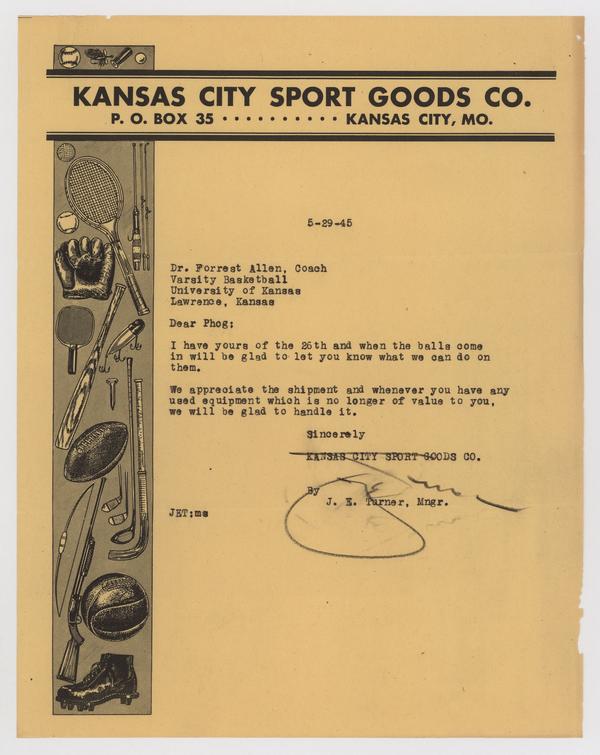 KANSAS CITY SPORT GOODS CO.
P. O. BOX 35 · · · · · · · · · · KANSAS CITY, MO.
5-29-45
Dr. Forrest Allen, Coach
Varsity Basketball
University of Kansas
Lawrence, Kansas
Dear Phog:
I have yours of the 26th and when the balls come
in will be glad to let you know what we can do on
them.
We appreciate the shipment and whenever you have any
used equipment which is no longer of value to you,
we will be glad to handle it.
Sincerely
KANSAS CITY SPORT GOODS CO.
By
J. E. Turner, Mngr.
JET:ms